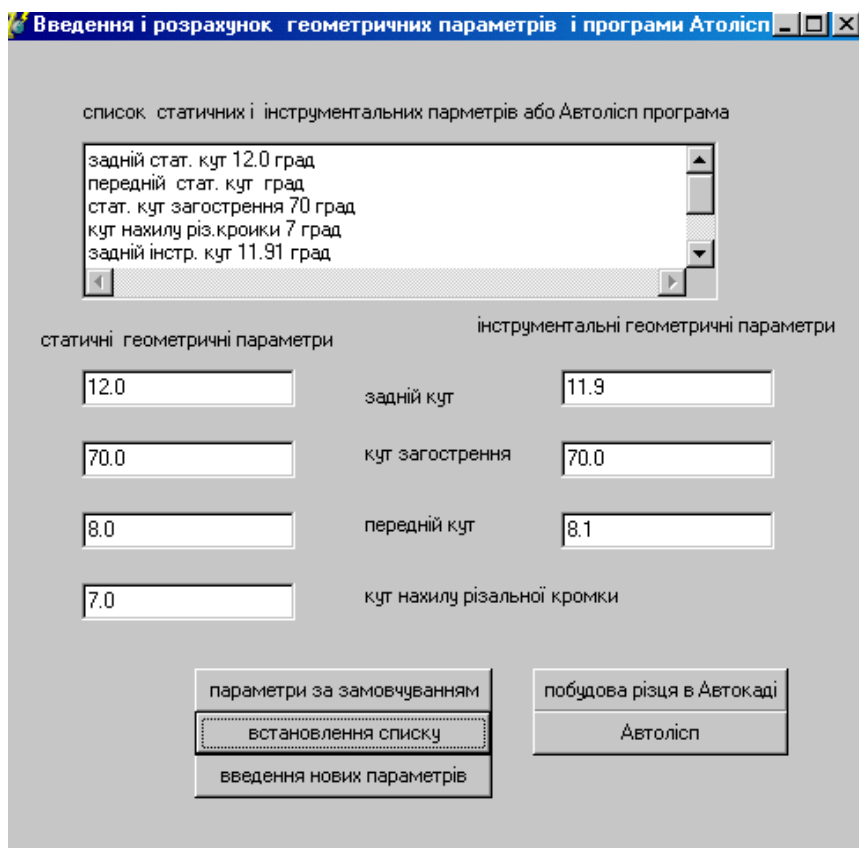 Введення і розрахунок геометричних параметрів і програми Атолісп
список статичних і інструментальних парметрів або Автолісп програма
задній стат. кут 12.0 град
передній стат. кут град
стат. кут загострення 70 град
кут нахилу різ.кроики 7 град
задній інстр. кут 11.91 град
статичні геометричні параметри
інструментальні геометричні параметри
12.0 задній кут 11.9
70.0 кут загострення 70.0
8.0 передній кут 8.1
7.0 кут нахилу різальної кромки
параметри за замовчуванням побудова різця в Автокаді
встановлення списку Автолісп
введення нових параметрів